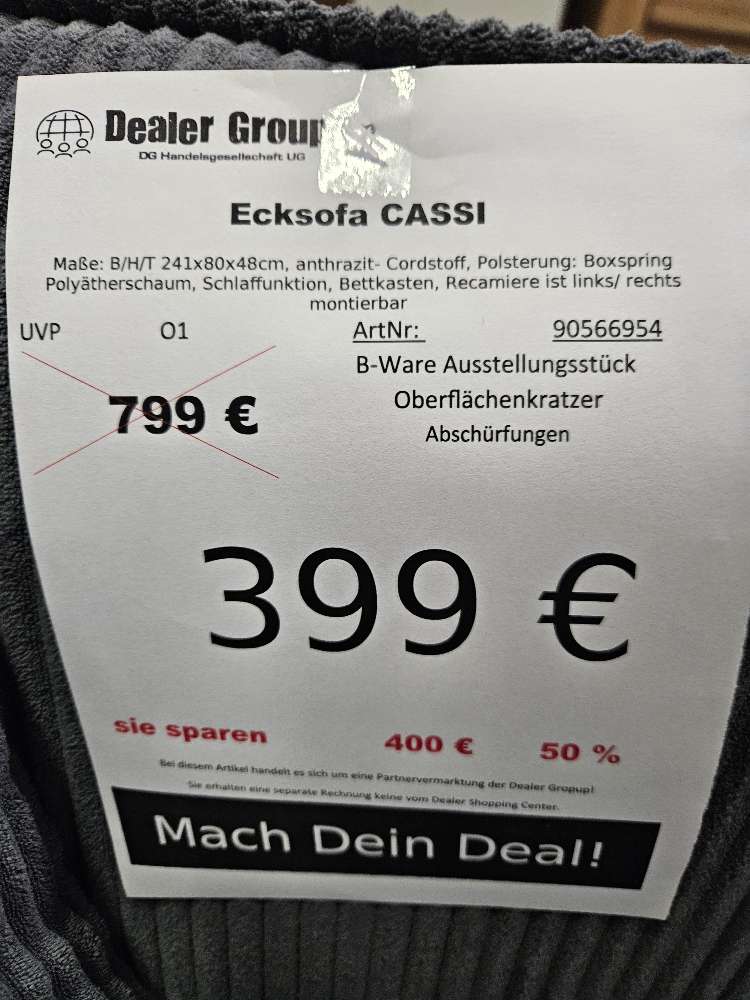 Dealer Group
DG Handelsgesellschaft UG
Ecksofa CASSI
Maße: B/H/T 241x80x48cm, anthrazit- Cordstoff, Polsterung: Boxspring
Polyätherschaum, Schlaffunktion, Bettkasten, Recamiere ist links/ rechts
montierbar
UVP O1 ArtNr: 90566954
B-Ware Ausstellungsstück
799 € Oberflächenkratzer
Abschürfungen
399 €
sie sparen 400 € 50 %
Bei diesem Artikel handelt es sich um eine Partnervermarktung der Dealer Gropup!
Sie erhalten eine separate Rechnung keine vom Dealer Shopping Center.
Mach Dein Deal!